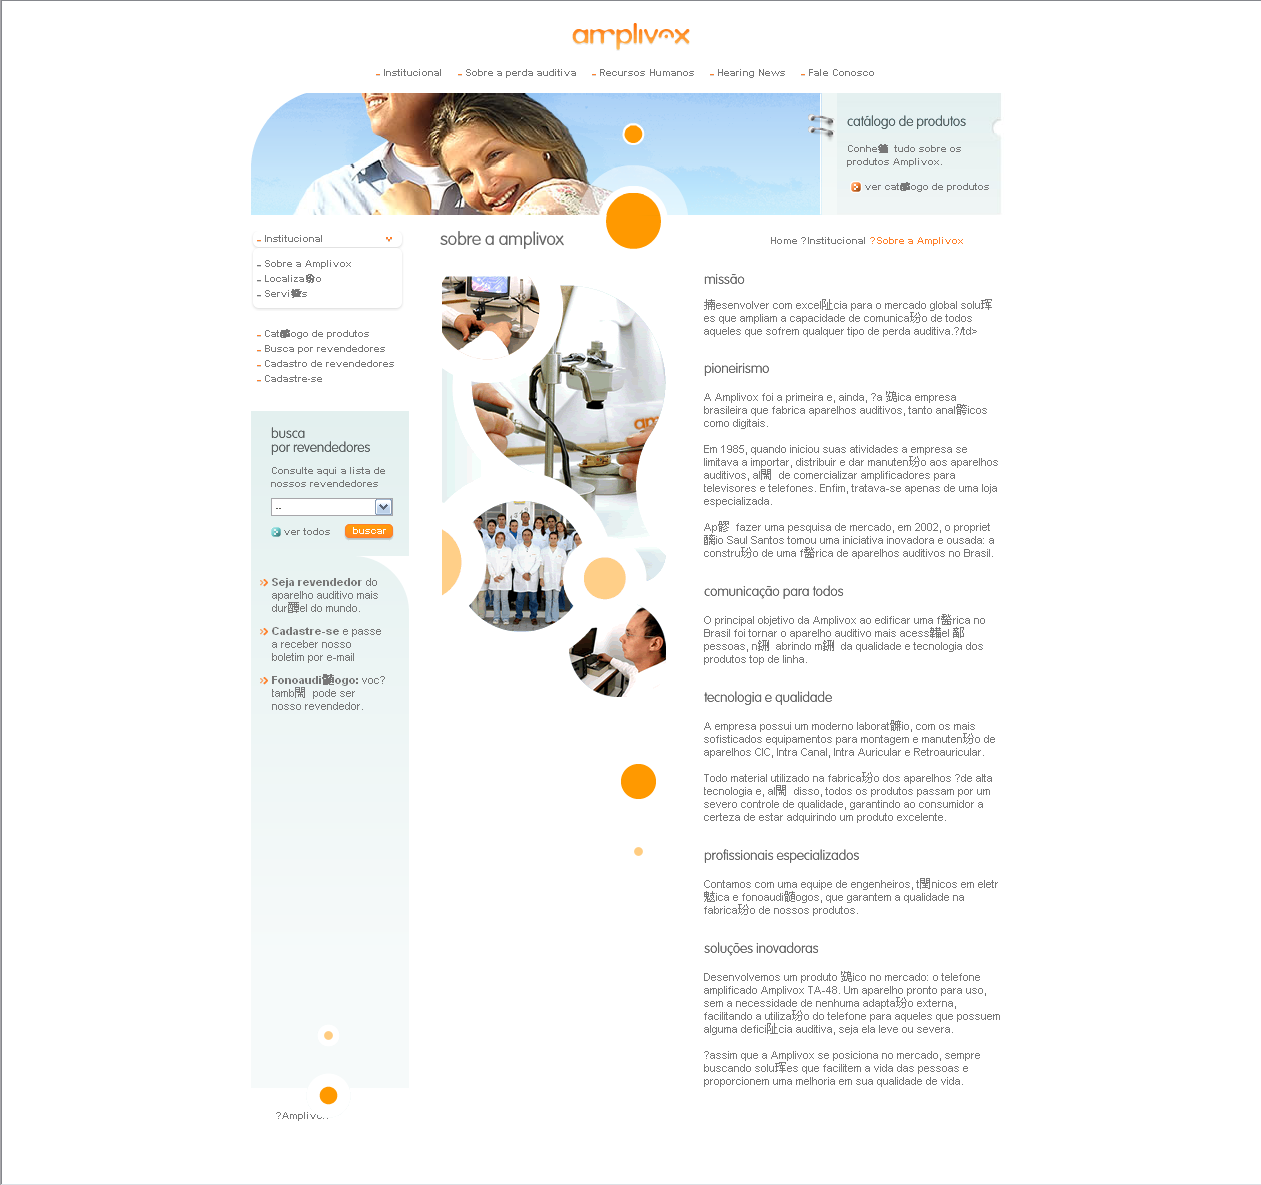 amplivox
Institucional Sobre a perda auditiva Recursos Humanos Hearing News Fale Conosco
catálogo de produtos
Conhe鏰 tudo sobre os
produtos Amplivox.
ver cat醠ogo de produtos
Institucional
Sobre a Amplivox
Localiza玢o
Servi鏾s
Cat醠ogo de produtos
Busca por revendedores
Cadastro de revendedores
Cadastre-se
busca
por revendedores
Consulte aqui a lista de
nossos revendedores
--
ver todos buscar
Seja revendedor do
aparelho auditivo mais
dur醰el do mundo.
Cadastre-se e passe
a receber nosso
boletim por e-mail
Fonoaudi髄ogo: voc?
tamb閙 pode ser
nosso revendedor.
sobre a amplivox
Home ?Institucional ?Sobre a Amplivox
missão
揇esenvolver com excel阯cia para o mercado global solu珲
es que ampliam a capacidade de comunica玢o de todos
aqueles que sofrem qualquer tipo de perda auditiva.?/td>
pioneirismo
A Amplivox foi a primeira e, ainda, ?a 鷑ica empresa
brasileira que fabrica aparelhos auditivos, tanto anal骻icos
como digitais.
Em 1985, quando iniciou suas atividades a empresa se
limitava a importar, distribuir e dar manuten玢o aos aparelhos
auditivos, al閙 de comercializar amplificadores para
televisores e telefones. Enfim, tratava-se apenas de uma loja
especializada.
Ap髎 fazer uma pesquisa de mercado, em 2002, o propriet
醨io Saul Santos tomou uma iniciativa inovadora e ousada: a
constru玢o de uma f醔rica de aparelhos auditivos no Brasil.
comunicação para todos
O principal objetivo da Amplivox ao edificar uma f醔rica no
Brasil foi tornar o aparelho auditivo mais acess韛el 鄐
pessoas, n鉶 abrindo m鉶 da qualidade e tecnologia dos
produtos top de linha.
tecnologia e qualidade
A empresa possui um moderno laborat髍io, com os mais
sofisticados equipamentos para montagem e manuten玢o de
aparelhos CIC, Intra Canal, Intra Auricular e Retroauricular.
Todo material utilizado na fabrica玢o dos aparelhos ?de alta
tecnologia e, al閙 disso, todos os produtos passam por um
severo controle de qualidade, garantindo ao consumidor a
certeza de estar adquirindo um produto excelente.
profissionais especializados
Contamos com uma equipe de engenheiros, t閏nicos em eletr
魊ica e fonoaudi髄ogos, que garantem a qualidade na
fabrica玢o de nossos produtos.
soluções inovadoras
Desenvolvemos um produto 鷑ico no mercado: o telefone
amplificado Amplivox TA-48. Um aparelho pronto para uso,
sem a necessidade de nenhuma adapta玢o externa,
facilitando a utiliza玢o do telefone para aqueles que possuem
alguma defici阯cia auditiva, seja ela leve ou severa.
?assim que a Amplivox se posiciona no mercado, sempre
buscando solu珲es que facilitem a vida das pessoas e
proporcionem uma melhoria em sua qualidade de vida.